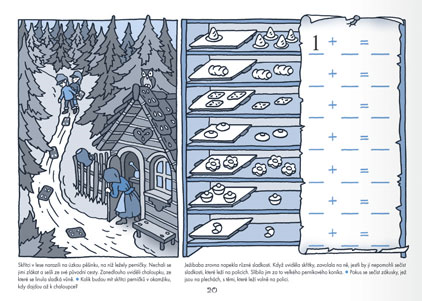 1 + =
+ =
+ =
+ =
+ =
+ =
+ =
Skřítci v lese narazili na úzkou pěšinku, na níž ležely perníčky. Nechali se
jimi zlákat a sešli ze své původní cesty. Zanedlouho uviděli chaloupku, ze
které se linula sladká vůně. • Kolik budou mít skřítci perníčků v okamžiku,
kdy dojdou až k chaloupce?
Ježibaba zrovna napekla různé sladkosti. Když uviděla skřítky, zavolala na ně, jestli by jí nepomohli sečíst
sladkosti, které leží na policích. Slíbila jim za to velkého perníkového koníka. • Pokus se sečíst zákusky, jež
jsou na plechách, s těmi, které leží volně na polici.
20